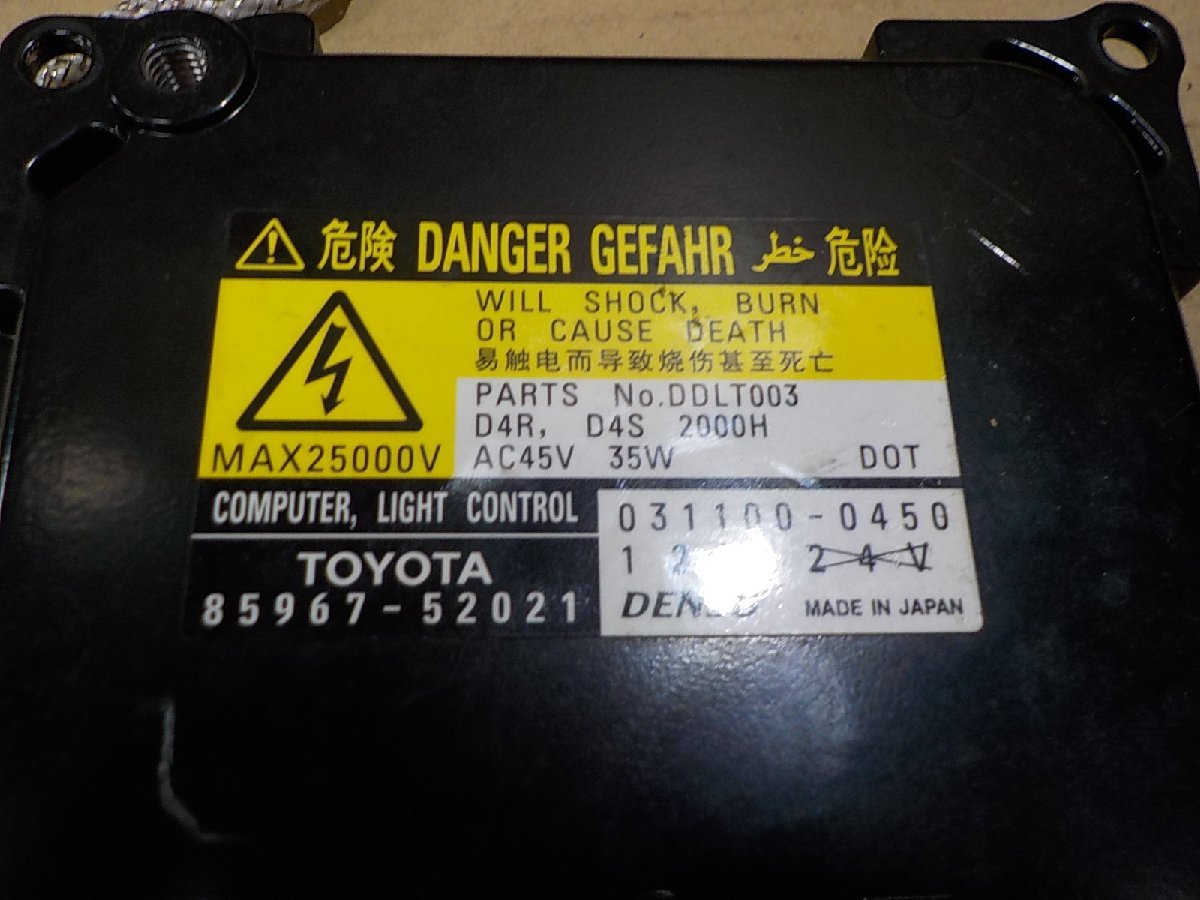 危険 DANGER GEFAHR خطر 危险
WILL SHOCK, BURN
OR CAUSE DEATH
易触电而导致烧伤甚至死亡
MAX25000V
PARTS No.DDLT003
D4R, D4S 2000H
AC45V 35W DOT
COMPUTER, LIGHT CONTROL
TOYOTA
85967-52021
031100-0450
24V
MADE IN JAPAN